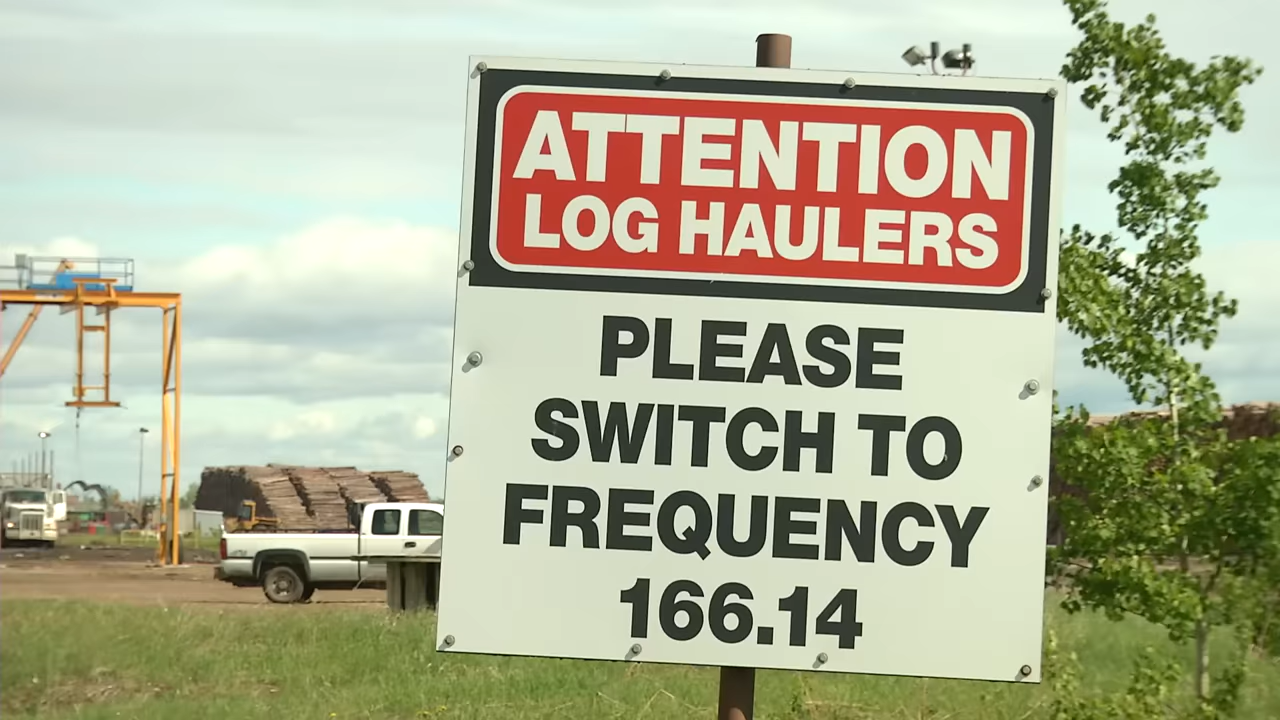 ATTENTION
LOG HAULERS
PLEASE
SWITCH TO
FREQUENCY
166.14